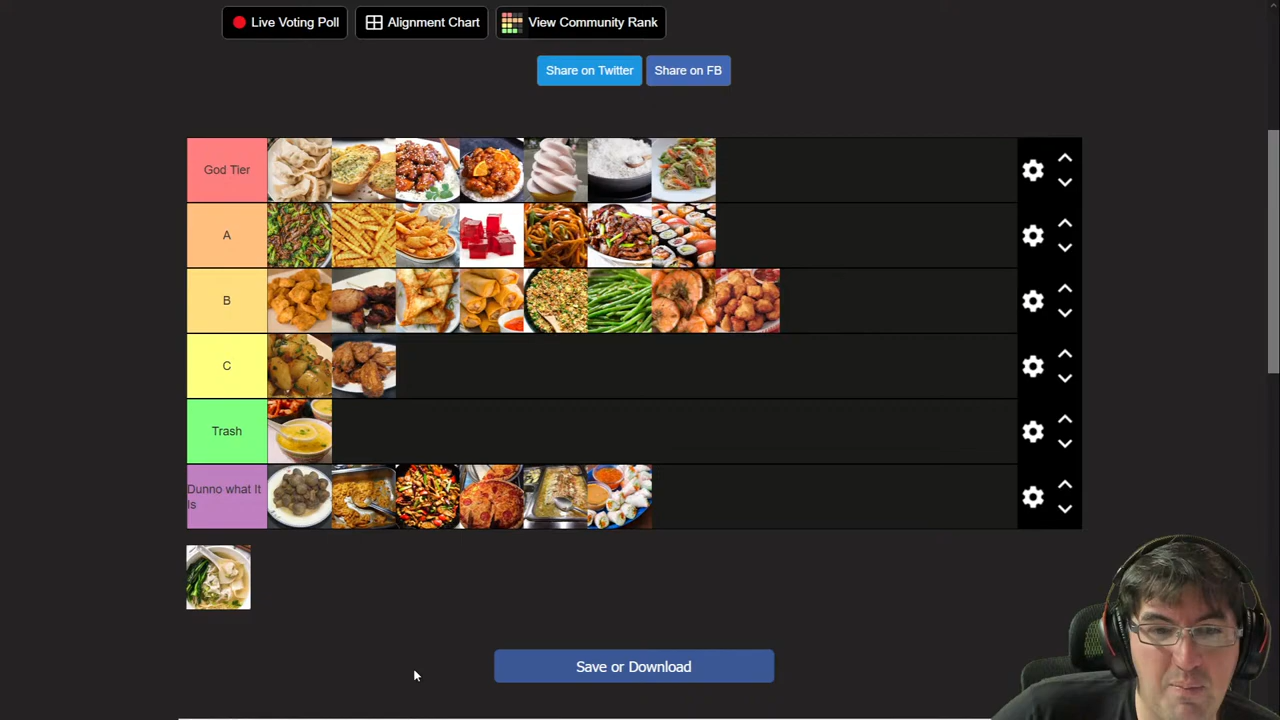 Live Voting Poll
Alignment Chart
View Community Rank
Share on Twitter
Share on FB
God Tier
A
B
C
Trash
Dunno what It
Is
Save or Download